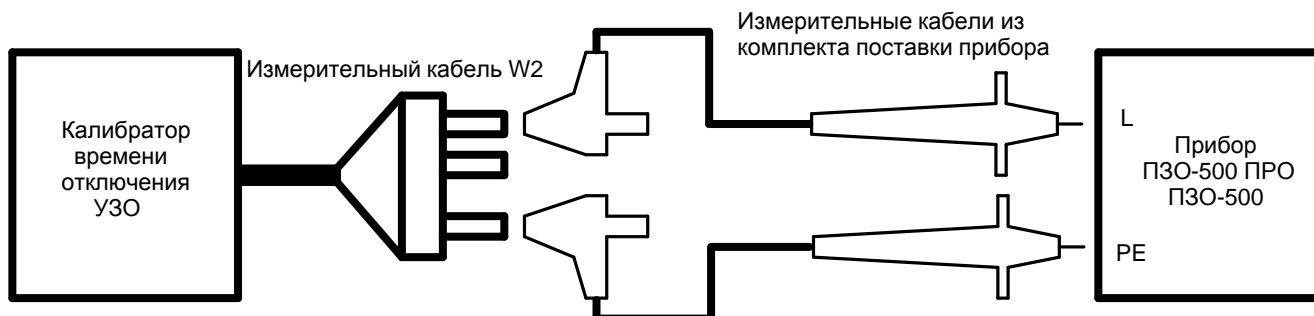 Измерительные кабели из
комплекта поставки прибора
Измерительный кабель W2
Калибратор
времени
отключения
УЗО
L
Прибор
ПЗО-500 ПРО
ПЗО-500
PE